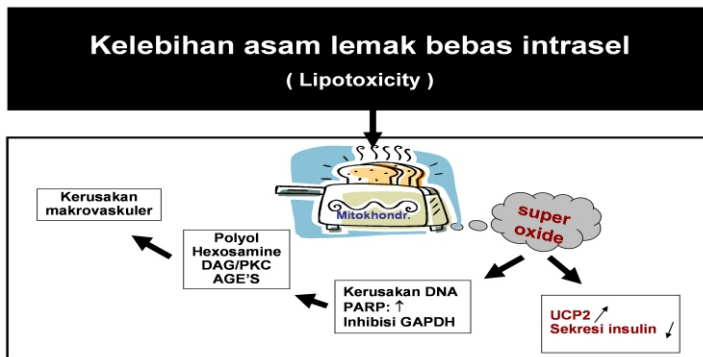 Kelebihan asam lemak bebas intrasel
( Lipotoxicity )
Mitokhondr.
super
oxide
Kerusakan
makrovaskuler
Polyol
Hexosamine
DAG/PKC
AGE'S
Kerusakan DNA
PARP: ↑
Inhibisi GAPDH
UCP2 ↗
Sekresi insulin ↙